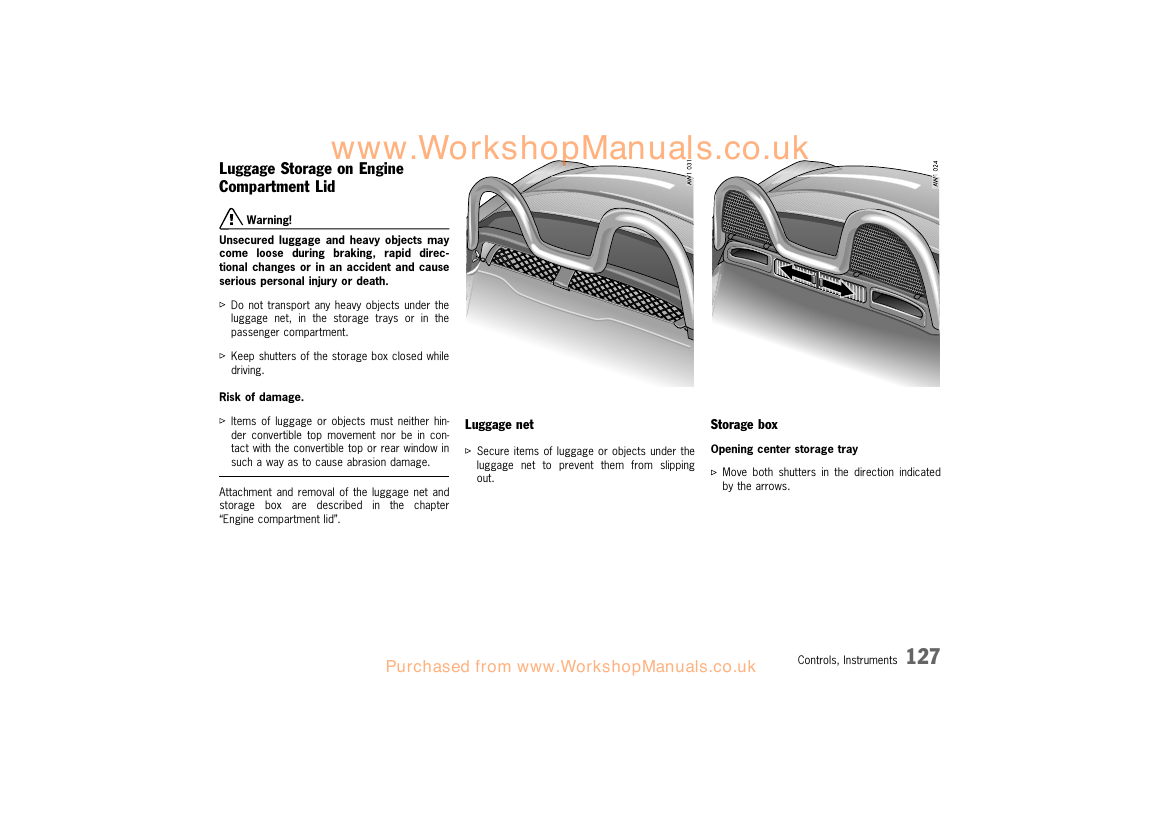 www.WorkshopManuals.co.uk
Luggage Storage on Engine
Compartment Lid
Warning!
Unsecured luggage and heavy objects may
come loose during braking, rapid direc-
tional changes or in an accident and cause
serious personal injury or death.
▷ Do not transport any heavy objects under the
luggage net, in the storage trays or in the
passenger compartment.
▷ Keep shutters of the storage box closed while
driving.
Risk of damage.
▷ Items of luggage or objects must neither hin-
der convertible top movement nor be in con-
tact with the convertible top or rear window in
such a way as to cause abrasion damage.
Attachment and removal of the luggage net and
storage box are described in the chapter
“Engine compartment lid”.
AW1 031
Luggage net
▷ Secure items of luggage or objects under the
luggage net to prevent them from slipping
out.
AW1 024
Storage box
Opening center storage tray
▷ Move both shutters in the direction indicated
by the arrows.
Controls, Instruments 127
Purchased from www.WorkshopManuals.co.uk